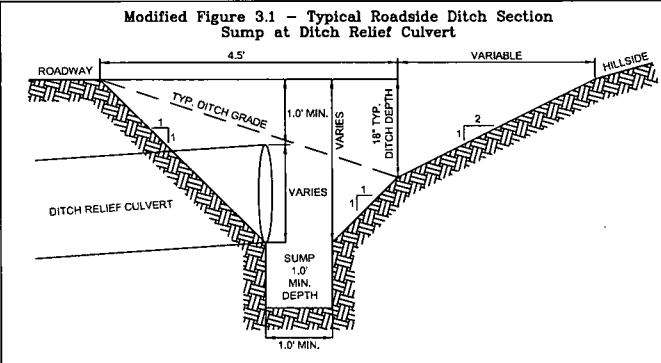 Modified Figure 3.1 – Typical Roadside Ditch Section
Sump at Ditch Relief Culvert
4.5'
VARIABLE
ROADWAY
HILLSIDE
TYP. DITCH GRADE
1.0' MIN.
VARIES
18" TYP.
DITCH DEPTH
2
1
1
1
VARIES
1
1
DITCH RELIEF CULVERT
SUMP
1.0'
MIN.
DEPTH
1.0' MIN.